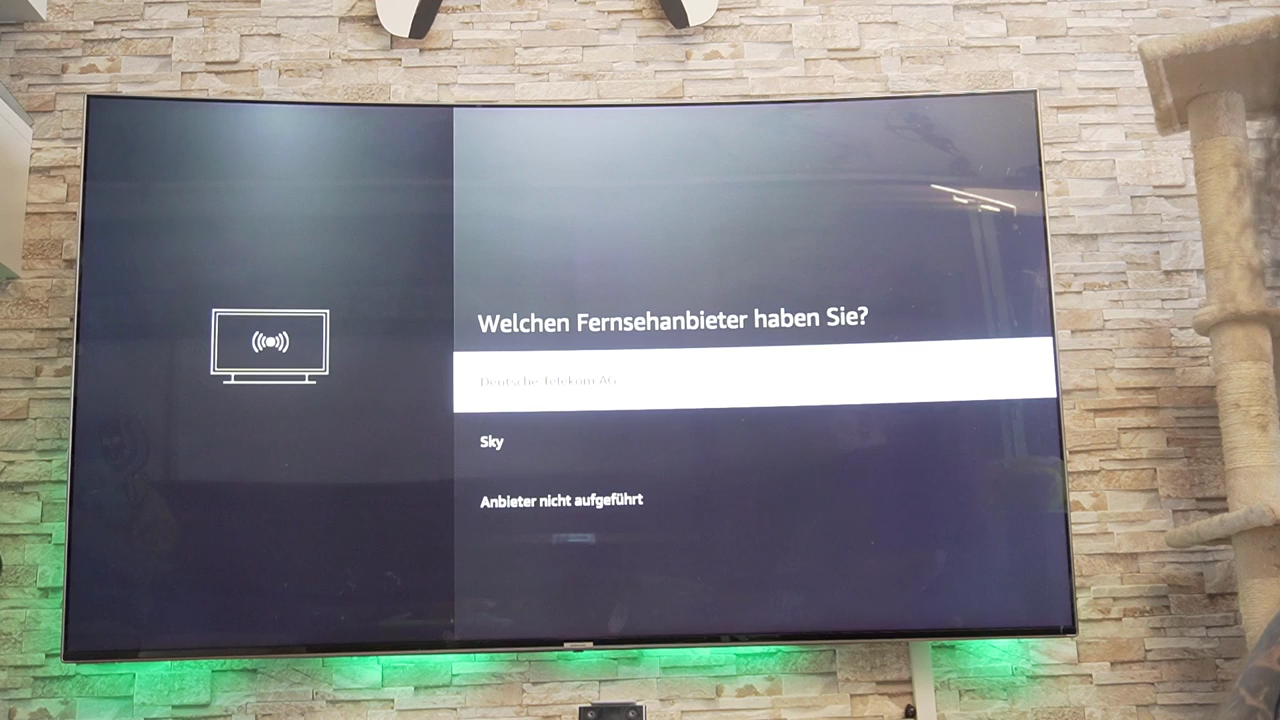 Welchen Fernsehanbieter haben Sie?
Deutsche Telekom AG
Sky
Anbieter nicht aufgeführt